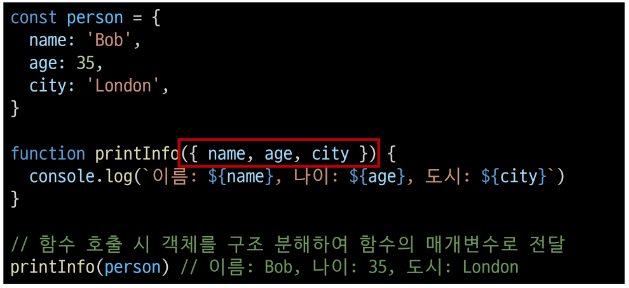 const person = {
  name: 'Bob',
  age: 35,
  city: 'London',
}
function printInfo({ name, age, city }) {
  console.log(`이름: ${name}, 나이: ${age}, 도시: ${city}`)
}
// 함수 호출 시 객체를 구조 분해하여 함수의 매개변수로 전달
printInfo(person) // 이름: Bob, 나이: 35, 도시: London